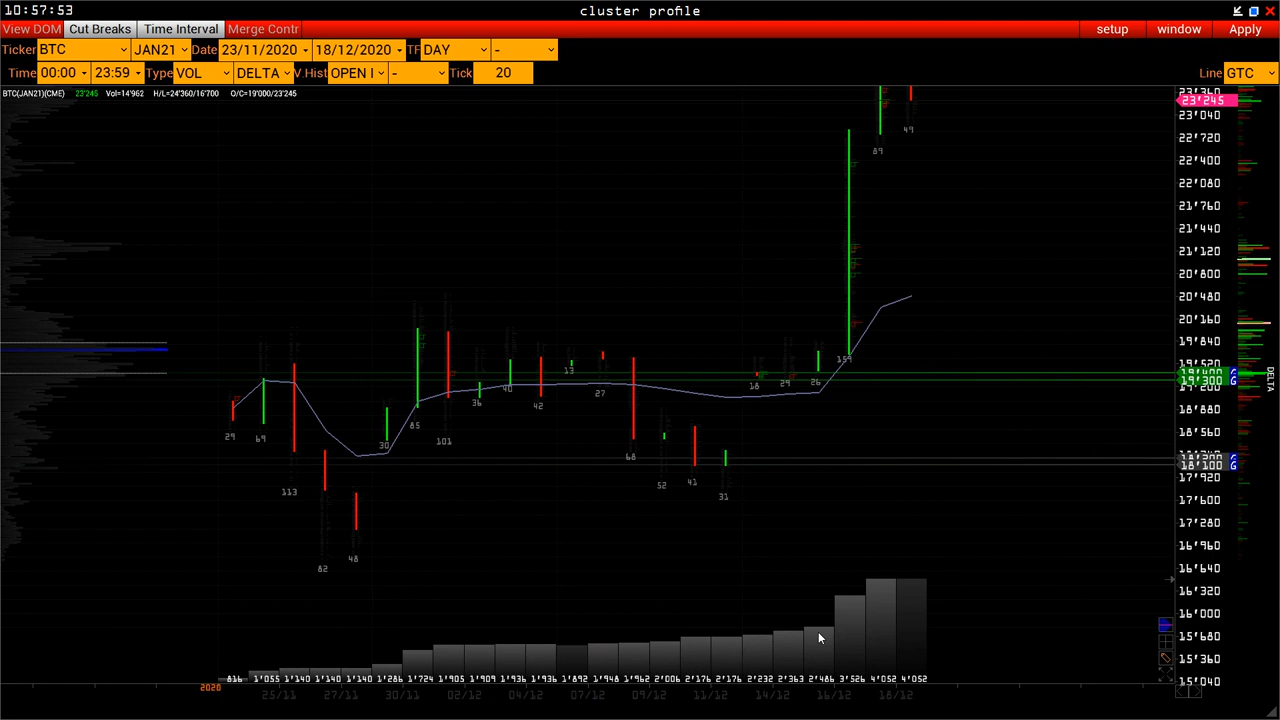 10:57:53 cluster profile
View DOM Cut Breaks Time Interval Merge Contr setup window Apply
Ticker BTC JAN21 Date 23/11/2020 18/12/2020 TF DAY -
Time 00:00 23:59 Type VOL DELTA V.Hist OPEN I - Tick 20 Line GTC
BTC(JAN21)(CME) 23'245 Vol=14'962 H/L=24'360/16'700 O/C=19'000/23'245
23'360
23'245
23'040
22'720
22'400
22'080
21'760
21'440
21'120
20'800
20'480
20'160
19'840
19'520
19'400 G
19'300 G
18'880
18'560
18'200 G
18'100 G
17'920
17'600
17'280
16'960
16'640
16'320
16'000
15'680
15'360
15'040
DELTA
29 69 113 82 48 30 85 101 36 40 42 13 27 68 52 41 31 18 29 26 159 89 49
816 1'055 1'140 1'140 1'140 1'286 1'724 1'905 1'909 1'936 1'936 1'892 1'948 1'962 2'006 2'176 2'176 2'232 2'363 2'486 3'526 4'052 4'052
2020 25/11 27/11 30/11 02/12 04/12 07/12 09/12 11/12 14/12 16/12 18/12